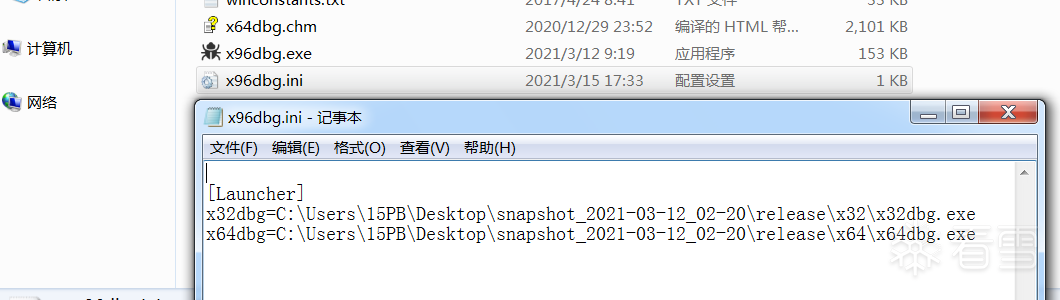 winconstants.txt 2017/4/24 8:41 TXT 文件 33 KB
x64dbg.chm 2020/12/29 23:52 编译的 HTML 帮... 2,101 KB
计算机
x96dbg.exe 2021/3/12 9:19 应用程序 153 KB
x96dbg.ini 2021/3/15 17:33 配置设置 1 KB
网络
x96dbg.ini - 记事本
文件(F) 编辑(E) 格式(O) 查看(V) 帮助(H)
[Launcher]
x32dbg=C:\Users\15PB\Desktop\snapshot_2021-03-12_02-20\release\x32\x32dbg.exe
x64dbg=C:\Users\15PB\Desktop\snapshot_2021-03-12_02-20\release\x64\x64dbg.exe
看雪